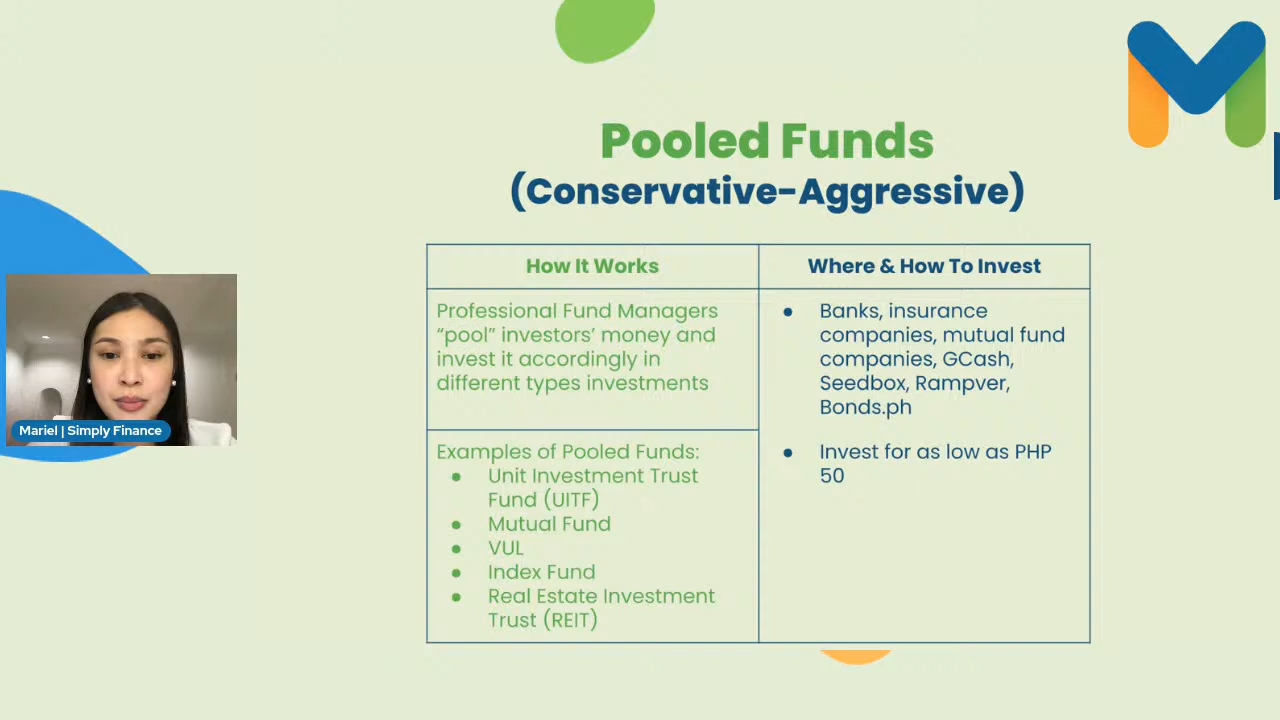 Pooled Funds
(Conservative-Aggressive)
How It Works
Where & How To Invest
Professional Fund Managers
“pool” investors’ money and
invest it accordingly in
different types investments
Examples of Pooled Funds:
● Unit Investment Trust
Fund (UITF)
● Mutual Fund
● VUL
● Index Fund
● Real Estate Investment
Trust (REIT)
● Banks, insurance
companies, mutual fund
companies, GCash,
Seedbox, Rampver,
Bonds.ph
● Invest for as low as PHP
50
Mariel | Simply Finance